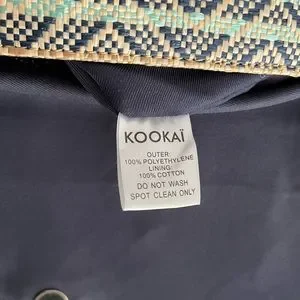 KOOKAÏ
OUTER:
100% POLYETHYLENE
LINING:
100% COTTON
DO NOT WASH
SPOT CLEAN ONLY